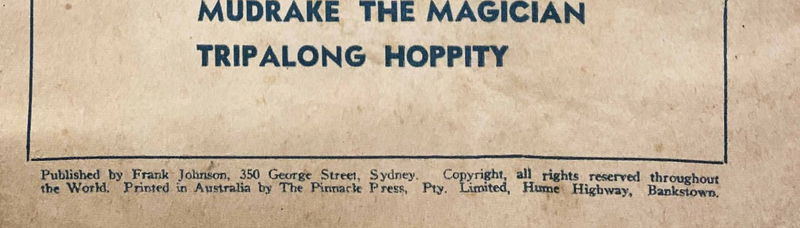 MUDRAKE THE MAGICIAN
TRIPALONG HOPPITY
Published by Frank Johnson, 350 George Street, Sydney. Copyright, all rights reserved throughout
the World. Printed in Australia by The Pinnacle Press, Pty. Limited, Hume Highway, Bankstown.